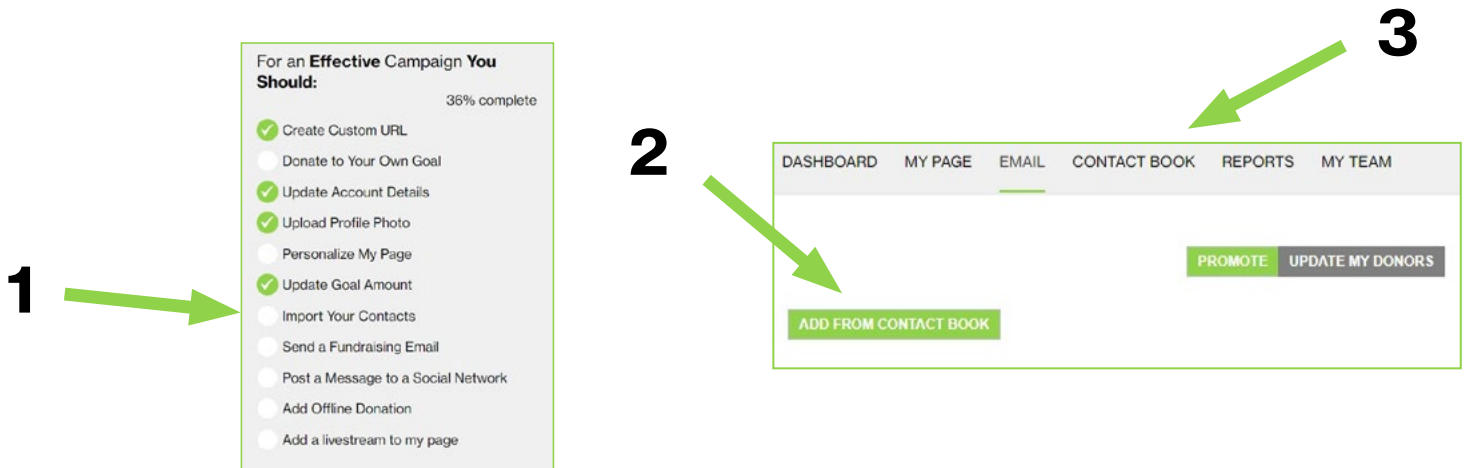 1
For an Effective Campaign You
Should:
36% complete
Create Custom URL
Donate to Your Own Goal
Update Account Details
Upload Profile Photo
Personalize My Page
Update Goal Amount
Import Your Contacts
Send a Fundraising Email
Post a Message to a Social Network
Add Offline Donation
Add a livestream to my page
2
3
DASHBOARD MY PAGE EMAIL CONTACT BOOK REPORTS MY TEAM
PROMOTE UPDATE MY DONORS
ADD FROM CONTACT BOOK